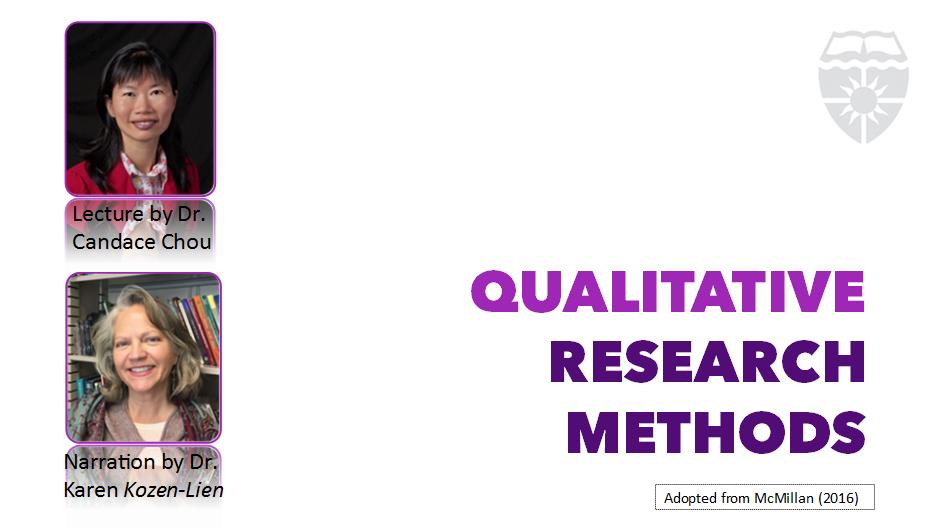 Lecture by Dr.
Candace Chou
Narration by Dr.
Karen Kozen-Lien
QUALITATIVE
RESEARCH
METHODS
Adopted from McMillan (2016)